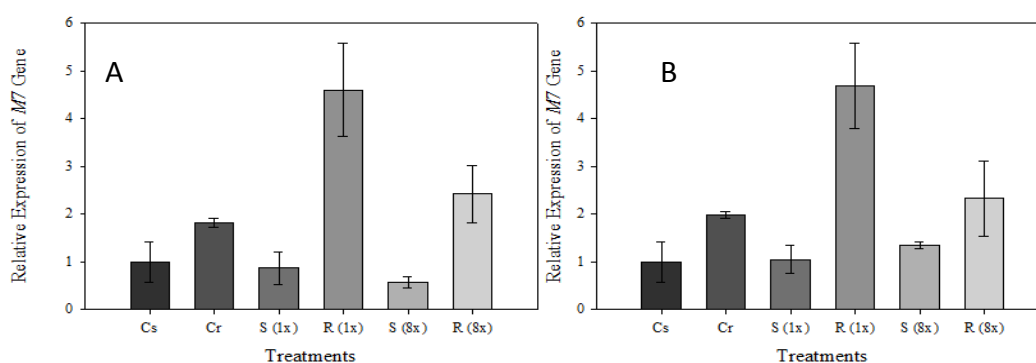 A
Relative Expression of M7 Gene
6
5
4
3
2
1
0
Cs Cr S (1x) R (1x) S (8x) R (8x)
Treatments
B
Relative Expression of M7 Gene
6
5
4
3
2
1
0
Cs Cr S (1x) R (1x) S (8x) R (8x)
Treatments